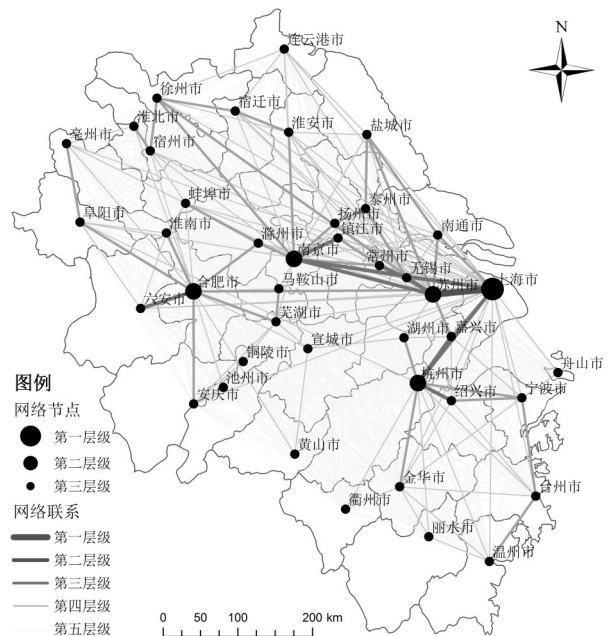 N
连云港市
徐州市
宿迁市
淮北市
淮安市
盐城市
亳州市
宿州市
蚌埠市
泰州市
阜阳市
淮南市
扬州市
滁州市
镇江市
南通市
南京市
常州市
无锡市
合肥市
马鞍山市
苏州市
上海市
六安市
芜湖市
湖州市
嘉兴市
宣城市
铜陵市
舟山市
池州市
杭州市
安庆市
绍兴市
宁波市
黄山市
金华市
台州市
衢州市
丽水市
温州市
图例
网络节点
第一层级
第二层级
第三层级
网络联系
第一层级
第二层级
第三层级
第四层级
第五层级
0 50 100 200 km